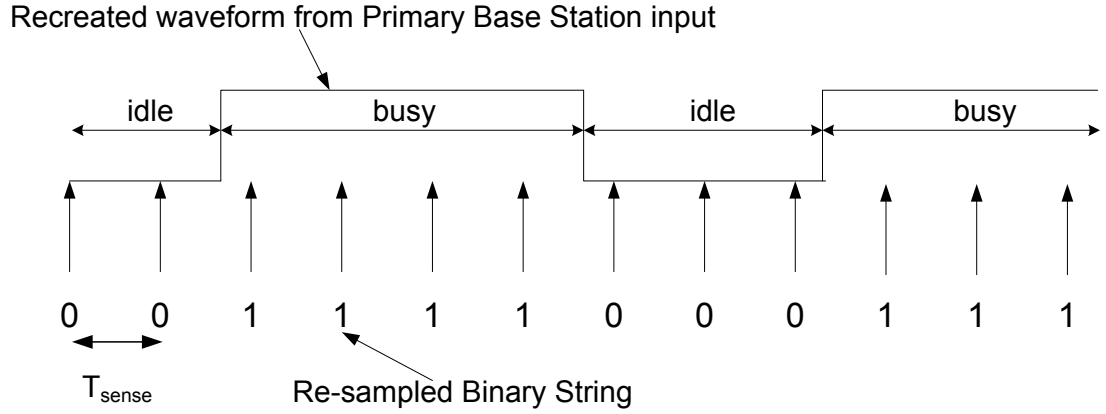 Recreated waveform from Primary Base Station input
idle busy idle busy
0 0 1 1 1 1 0 0 0 1 1 1
Tsense
Re-sampled Binary String